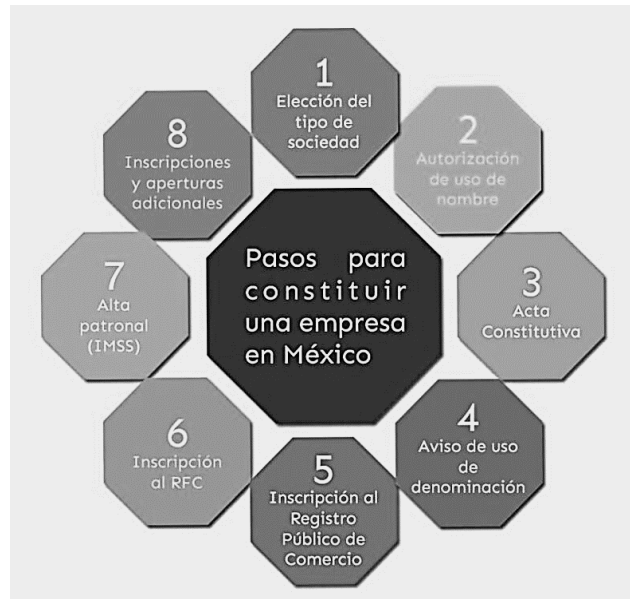 Pasos para
constituir
una empresa
en México
1
Elección del
tipo de
sociedad
2
Autorización
de uso de
nombre
3
Acta
Constitutiva
4
Aviso de uso
de
denominación
5
Inscripción al
Registro
Público de
Comercio
6
Inscripción
al RFC
7
Alta
patronal
(IMSS)
8
Inscripciones
y aperturas
adicionales